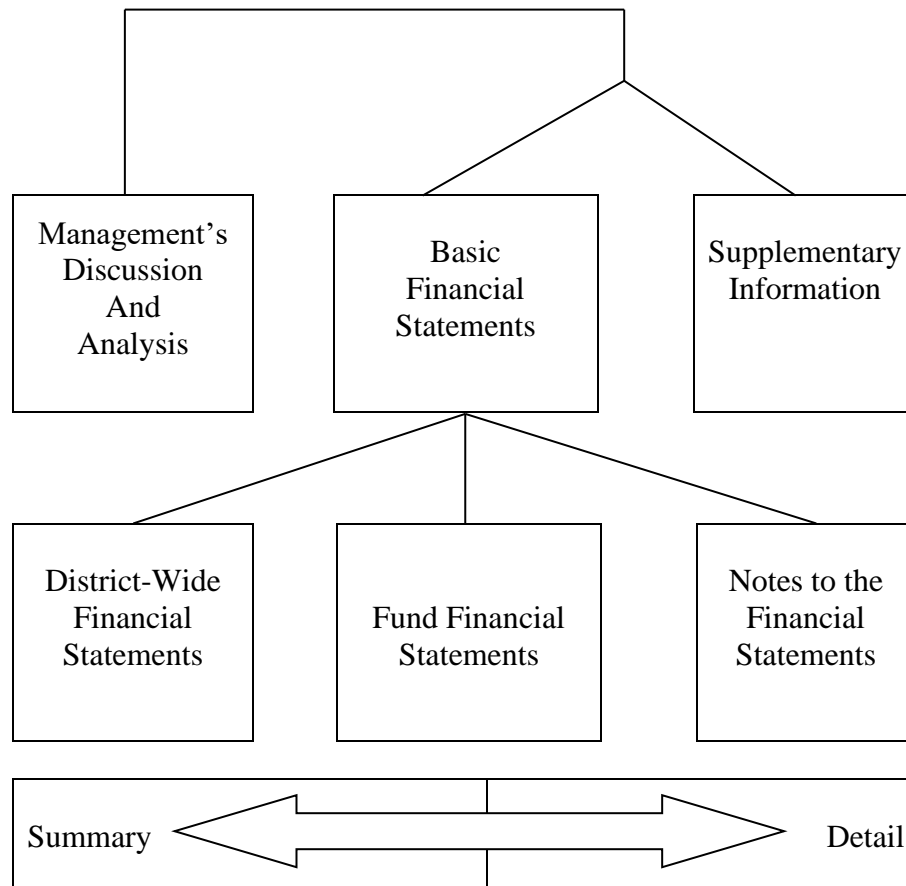 Management’s
Discussion
And
Analysis
Basic
Financial
Statements
Supplementary
Information
District-Wide
Financial
Statements
Fund Financial
Statements
Notes to the
Financial
Statements
Summary
Detail